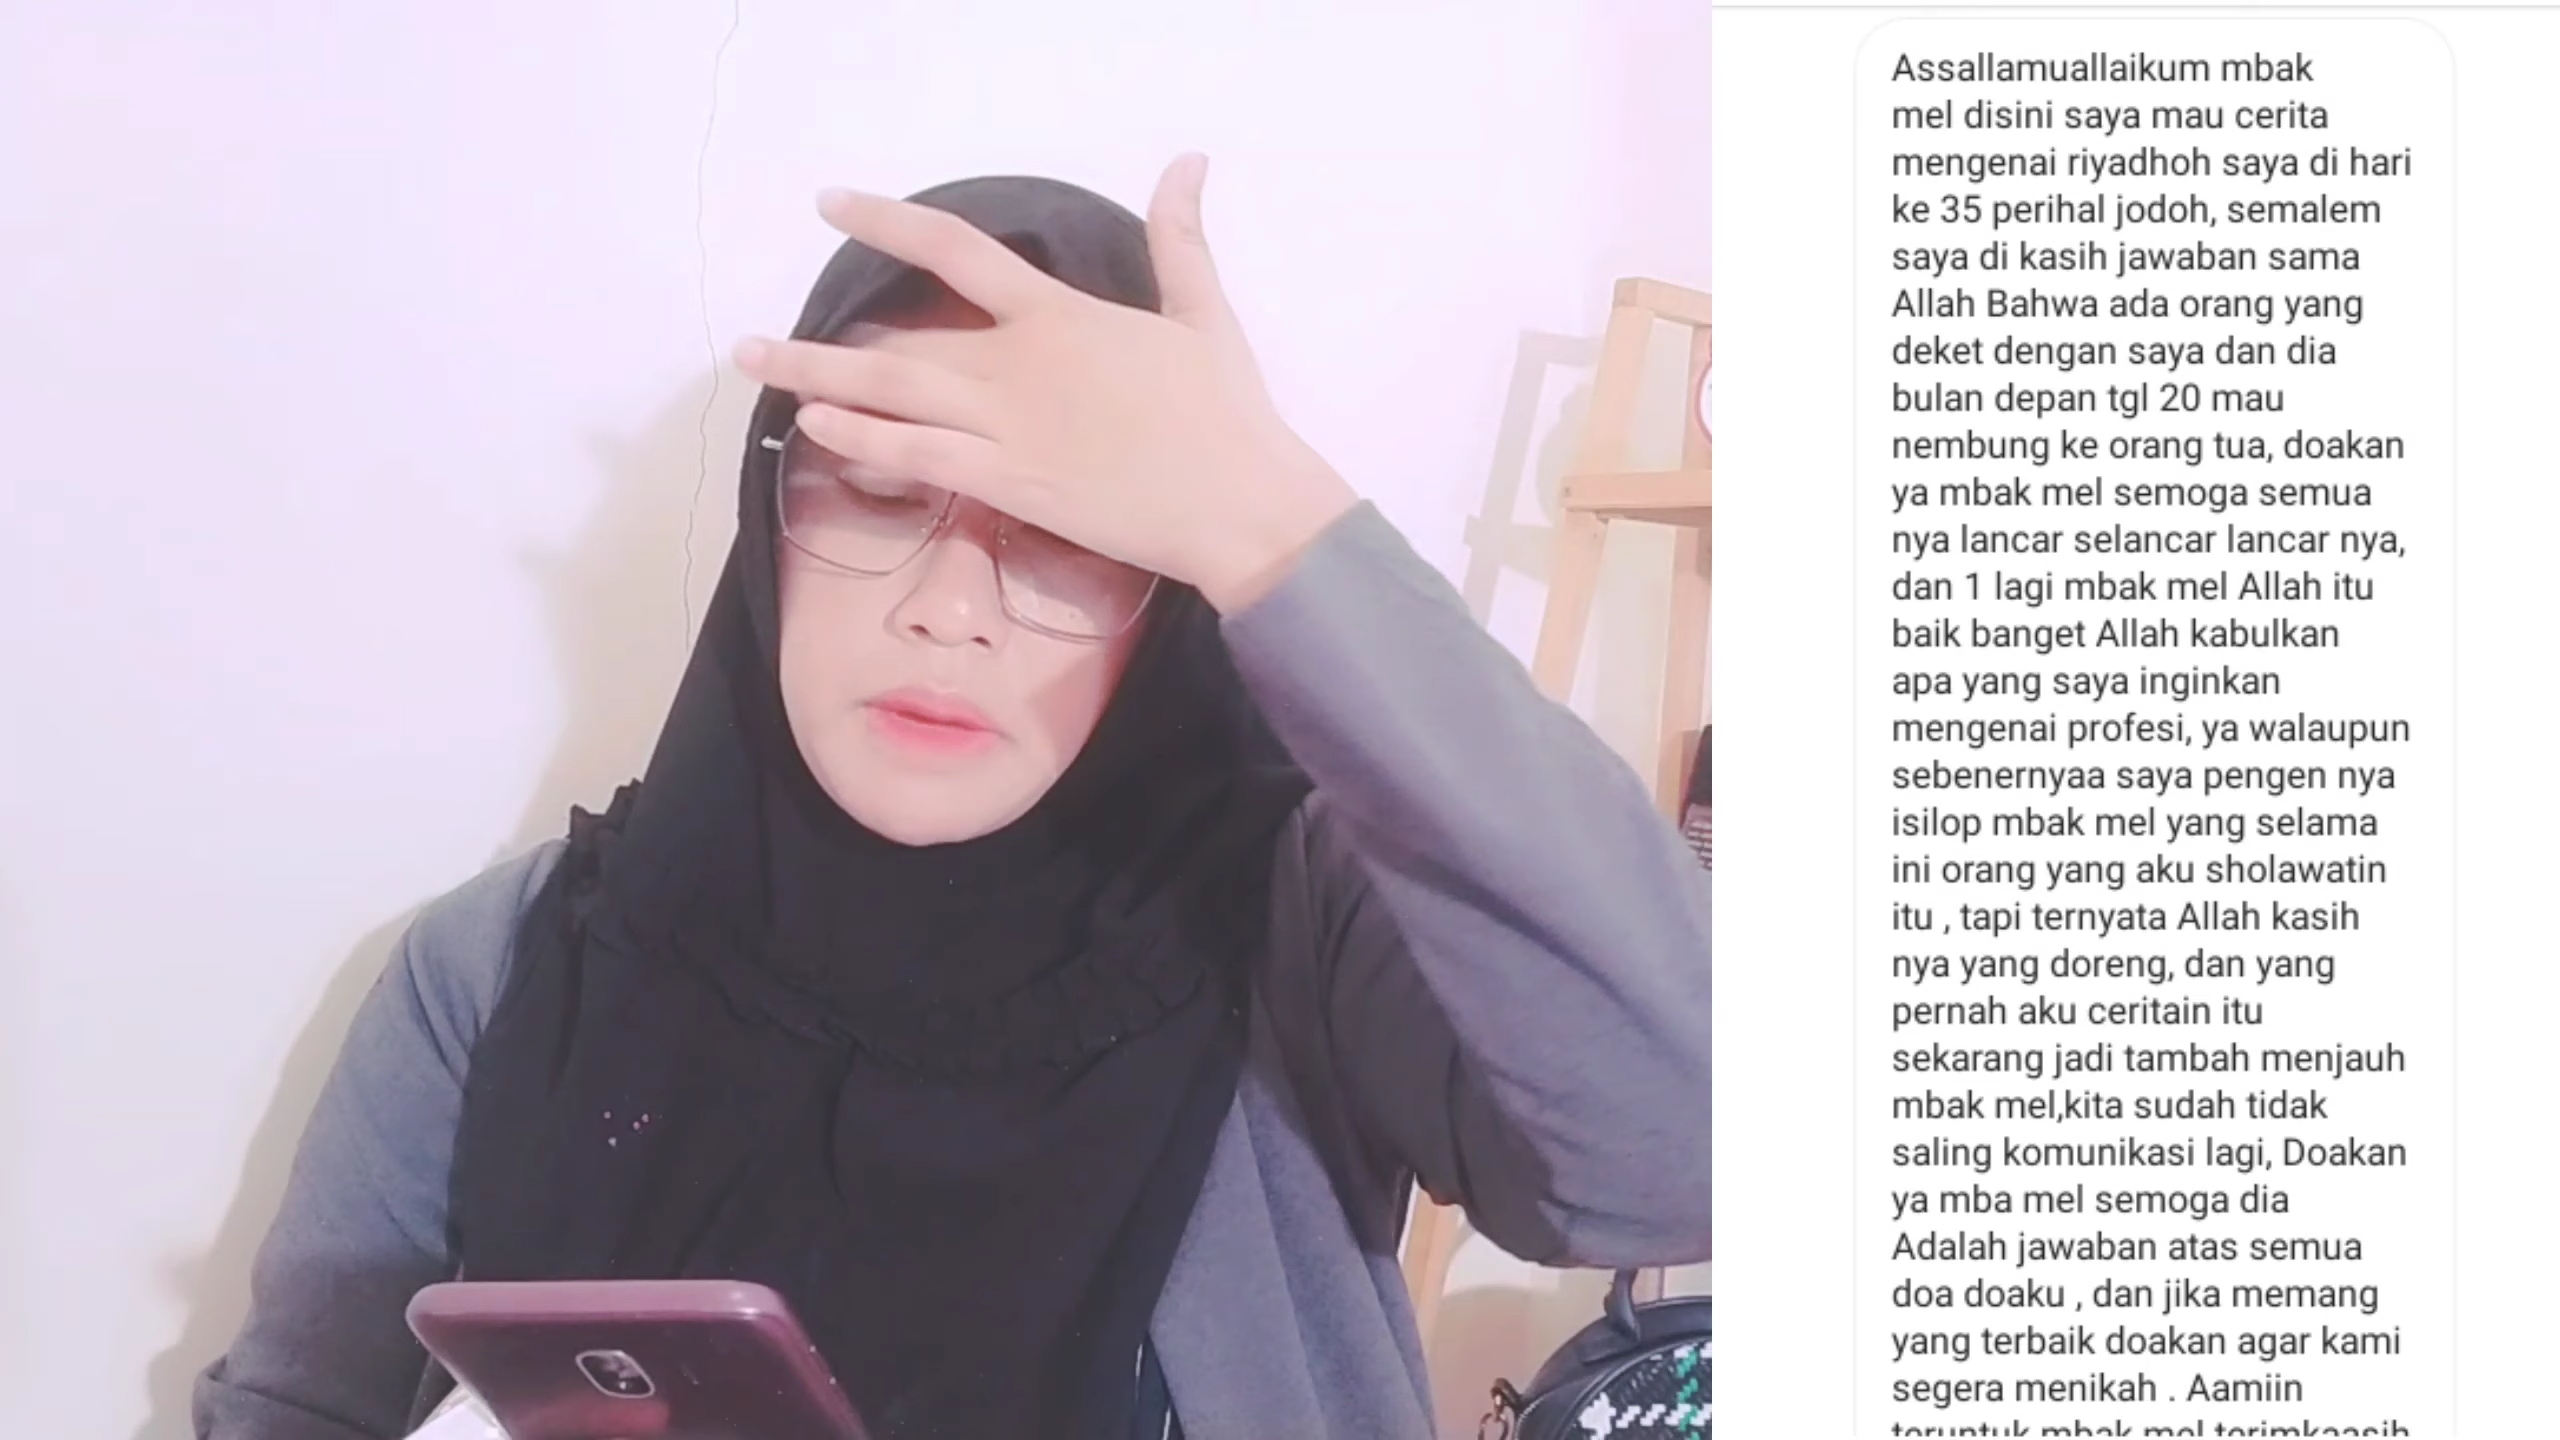 Assallamuallaikum mbak
mel disini saya mau cerita
mengenai riyadhoh saya di hari
ke 35 perihal jodoh, semalem
saya di kasih jawaban sama
Allah Bahwa ada orang yang
deket dengan saya dan dia
bulan depan tgl 20 mau
nembung ke orang tua, doakan
ya mbak mel semoga semua
nya lancar selancar lancar nya,
dan 1 lagi mbak mel Allah itu
baik banget Allah kabulkan
apa yang saya inginkan
mengenai profesi, ya walaupun
sebenernyaa saya pengen nya
isilop mbak mel yang selama
ini orang yang aku sholawatin
itu , tapi ternyata Allah kasih
nya yang doreng, dan yang
pernah aku ceritain itu
sekarang jadi tambah menjauh
mbak mel,kita sudah tidak
saling komunikasi lagi, Doakan
ya mba mel semoga dia
Adalah jawaban atas semua
doa doaku , dan jika memang
yang terbaik doakan agar kami
segera menikah . Aamiin
teruntuk mbak mel terimkaasih